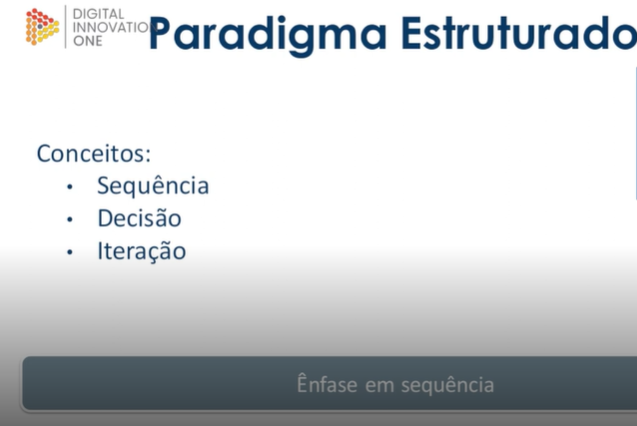 DIGITAL
INNOVATIO
ONE
Paradigma Estruturado
Conceitos:
• Sequência
• Decisão
• Iteração
Ênfase em sequência